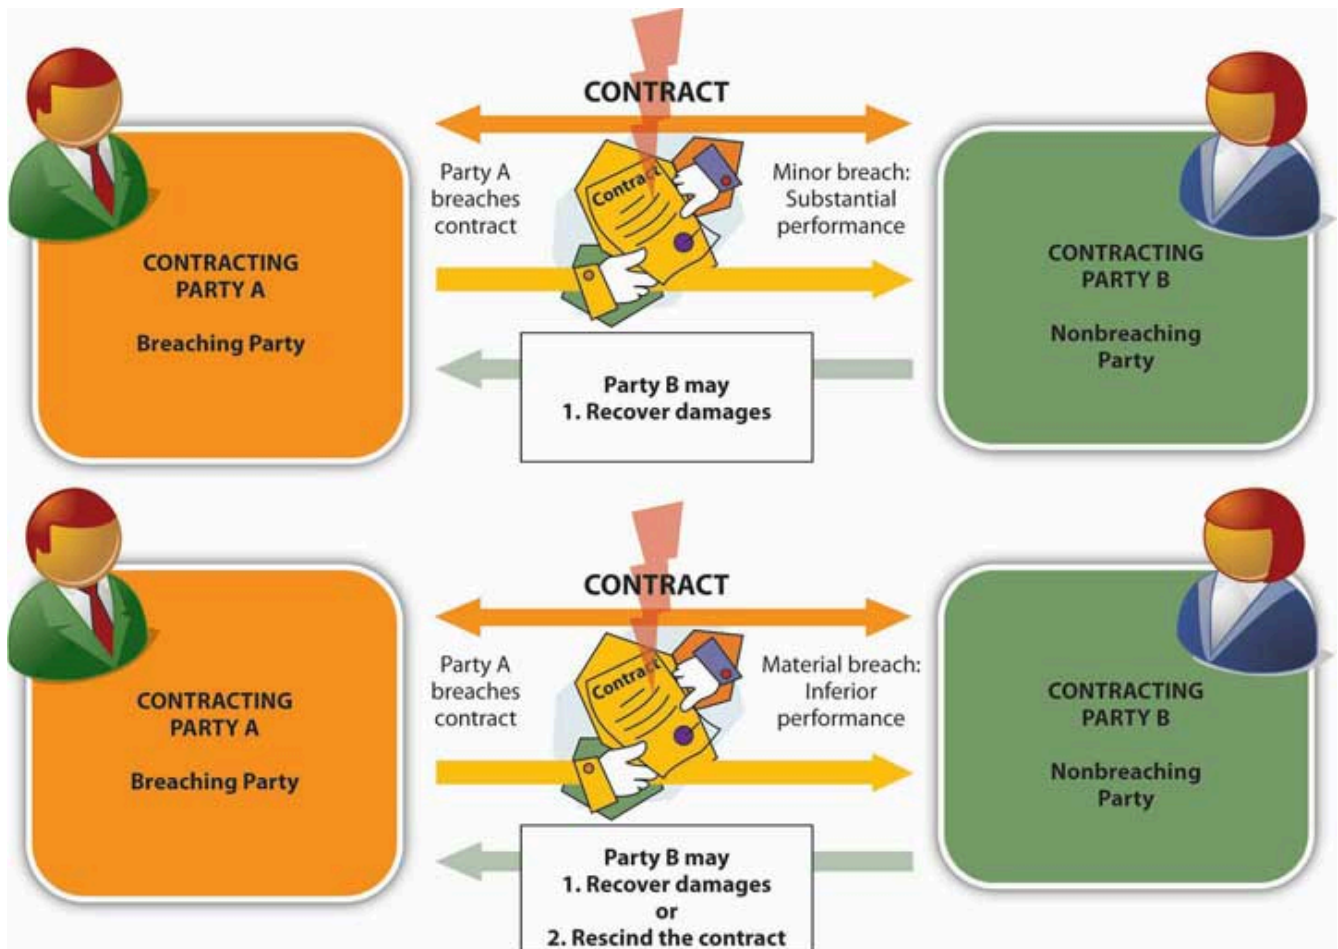 CONTRACT
Party A
breaches
contract
Contract
Minor breach:
Substantial
performance
CONTRACTING
PARTY A
Breaching Party
CONTRACTING
PARTY B
Nonbreaching
Party
Party B may
1. Recover damages
CONTRACT
Party A
breaches
contract
Contract
Material breach:
Inferior
performance
CONTRACTING
PARTY A
Breaching Party
CONTRACTING
PARTY B
Nonbreaching
Party
Party B may
1. Recover damages
or
2. Rescind the contract